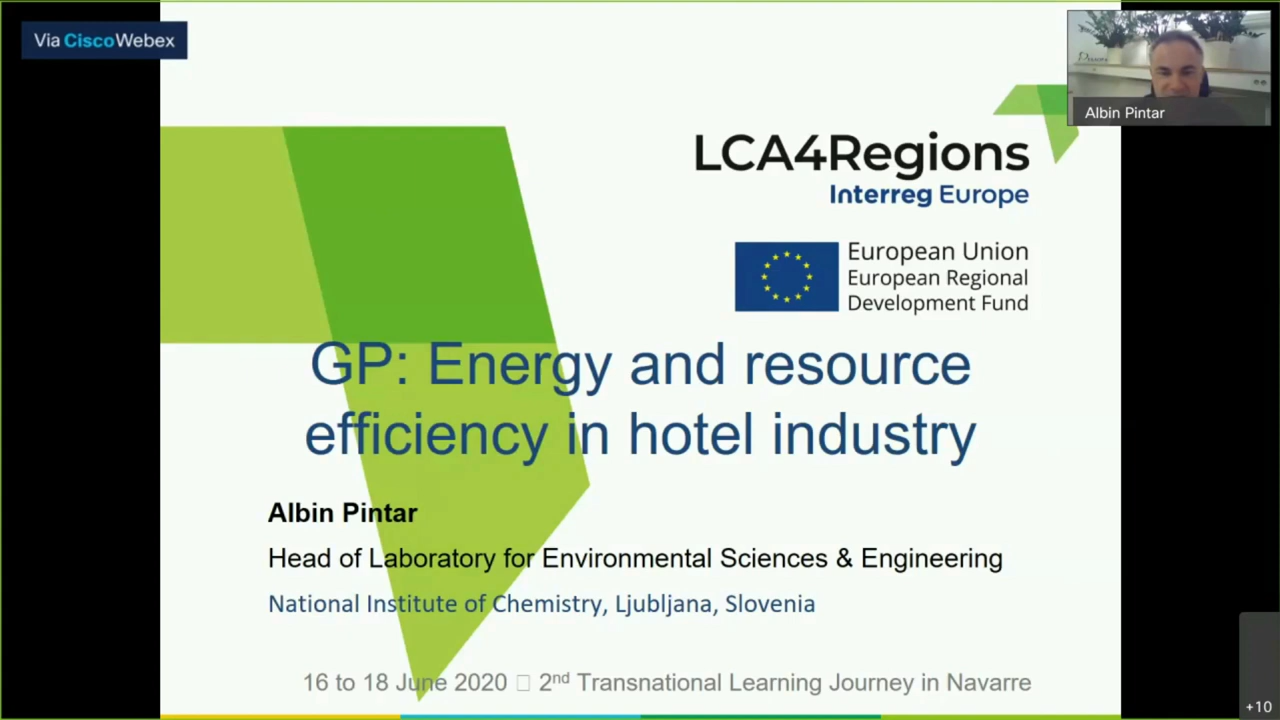 Via CiscoWebex
Albin Pintar
LCA4Regions
Interreg Europe
European Union
European Regional
Development Fund
GP: Energy and resource
efficiency in hotel industry
Albin Pintar
Head of Laboratory for Environmental Sciences & Engineering
National Institute of Chemistry, Ljubljana, Slovenia
16 to 18 June 2020 □ 2nd Transnational Learning Journey in Navarre
+10